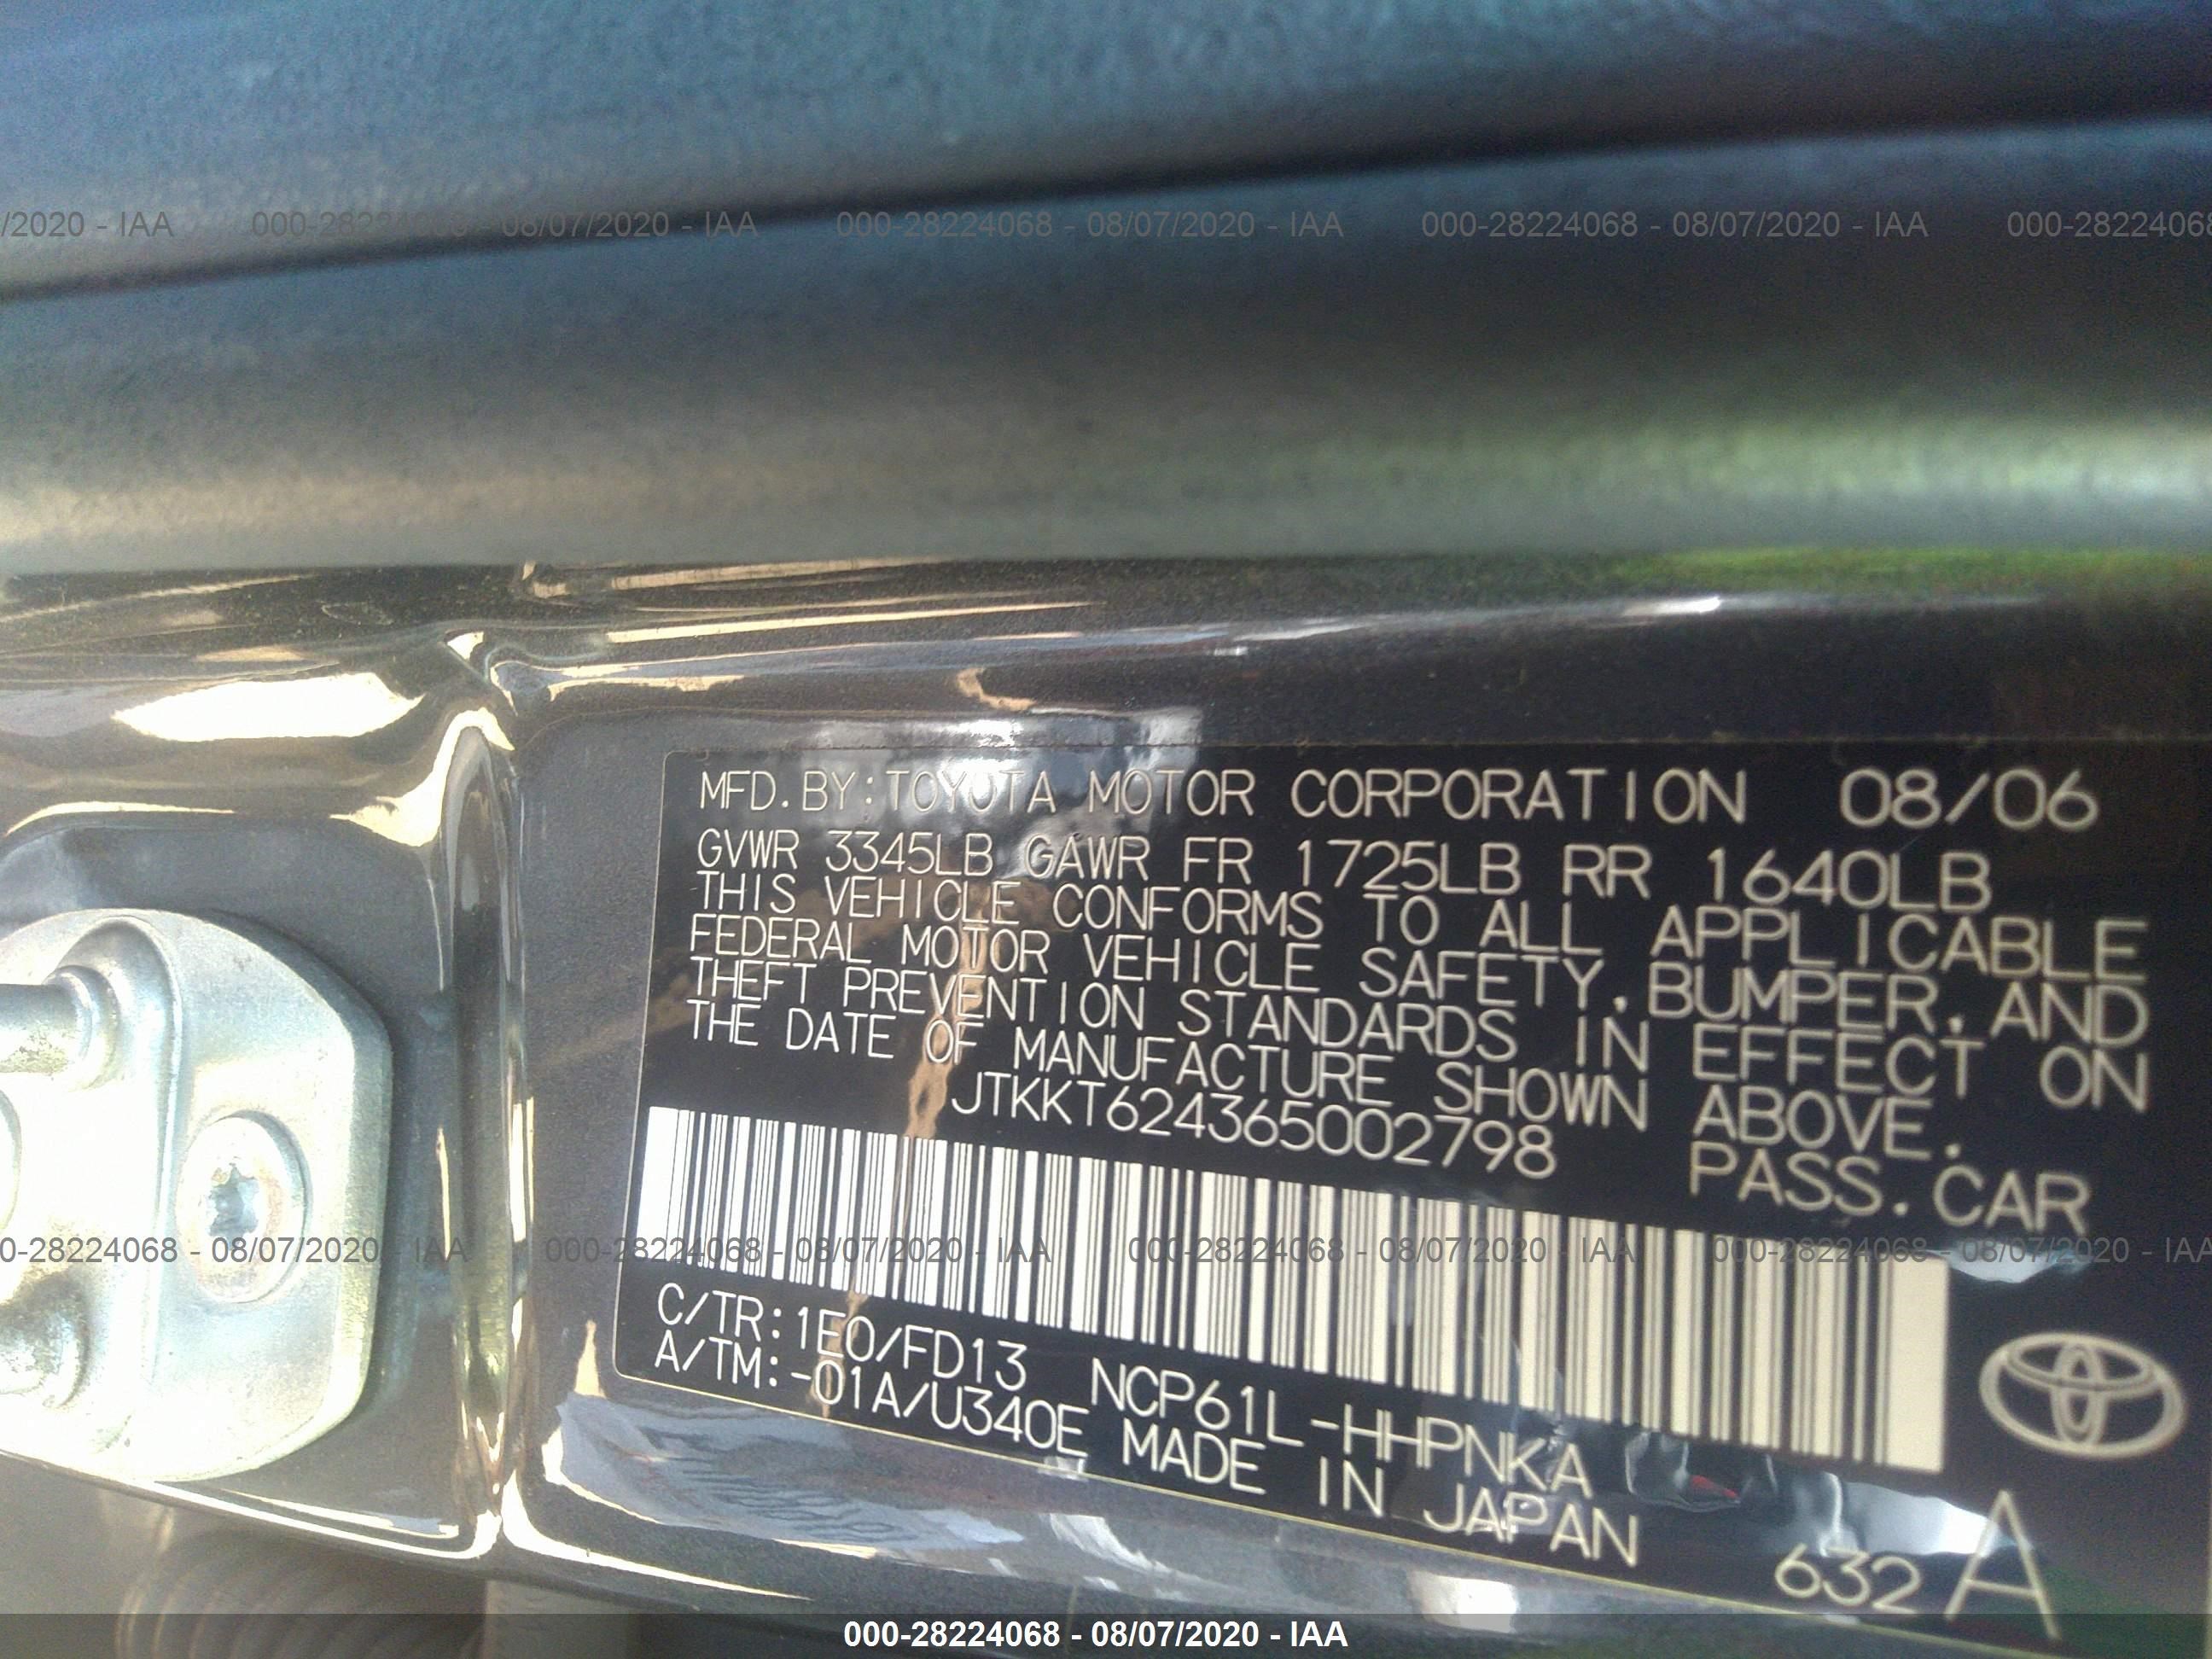 /2020 - IAA 000-28224068 - 08/07/2020 - IAA 000-28224068 - 08/07/2020 - IAA 000-28224068 - 08/07/2020 - IAA 000-28224068
MFD.BY:TOYOTA MOTOR CORPORATION 08/06
GVWR 3345LB GAWR FR 1725LB RR 1640LB
THIS VEHICLE CONFORMS TO ALL APPLICABLE
FEDERAL MOTOR VEHICLE SAFETY,BUMPER,AND
THEFT PREVENTION STANDARDS IN EFFECT ON
THE DATE OF MANUFACTURE SHOWN ABOVE.
JTKKT624365002798 PASS.CAR
0-28224068 - 08/07/2020 - IAA 000-28224068 - 08/07/2020 - IAA 000-28224068 - 08/07/2020 - IAA 000-28224068 - 08/07/2020 - IAA
C/TR:1E0/FD13 NCP61L-HHPNKA
A/TM:-01A/U340E MADE IN JAPAN
632 A
000-28224068 - 08/07/2020 - IAA